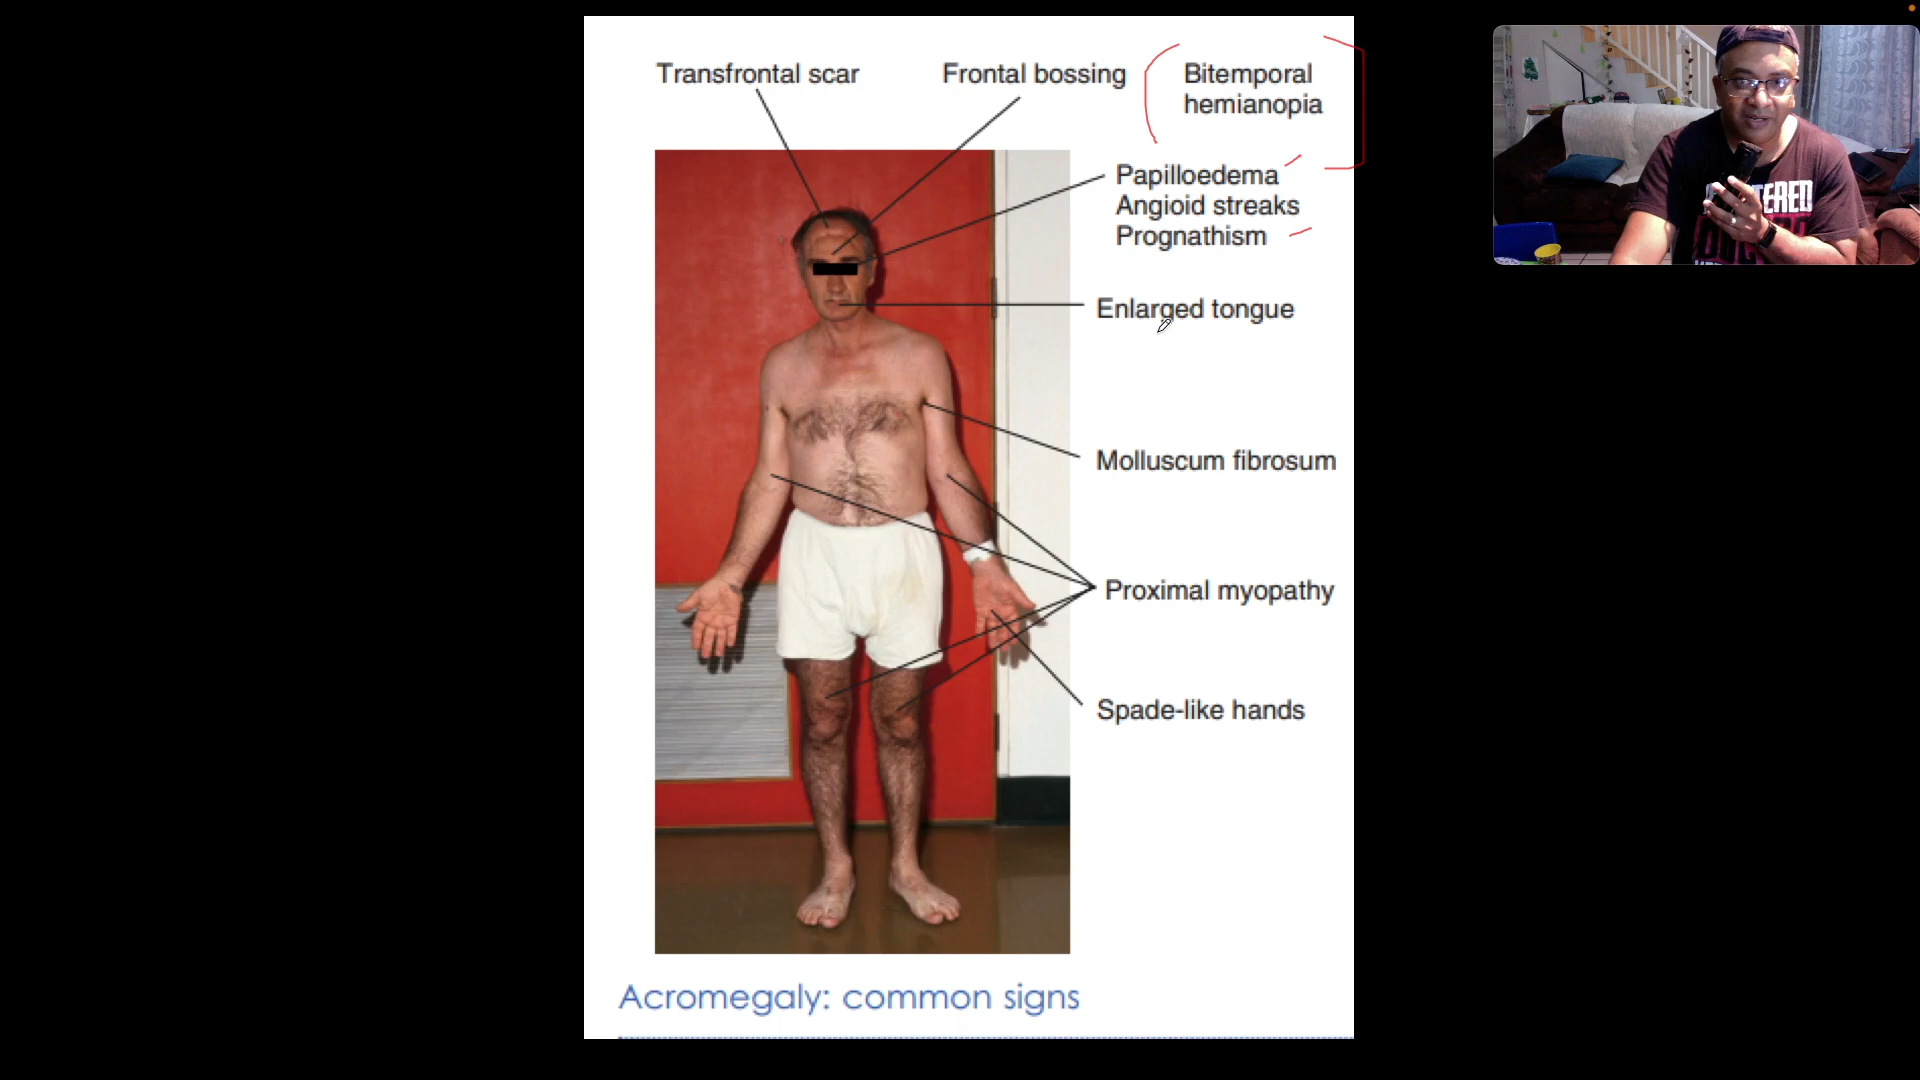 Transfrontal scar
Frontal bossing
Bitemporal
hemianopia
Papilloedema
Angioid streaks
Prognathism
Enlarged tongue
Molluscum fibrosum
Proximal myopathy
Spade-like hands
Acromegaly: common signs